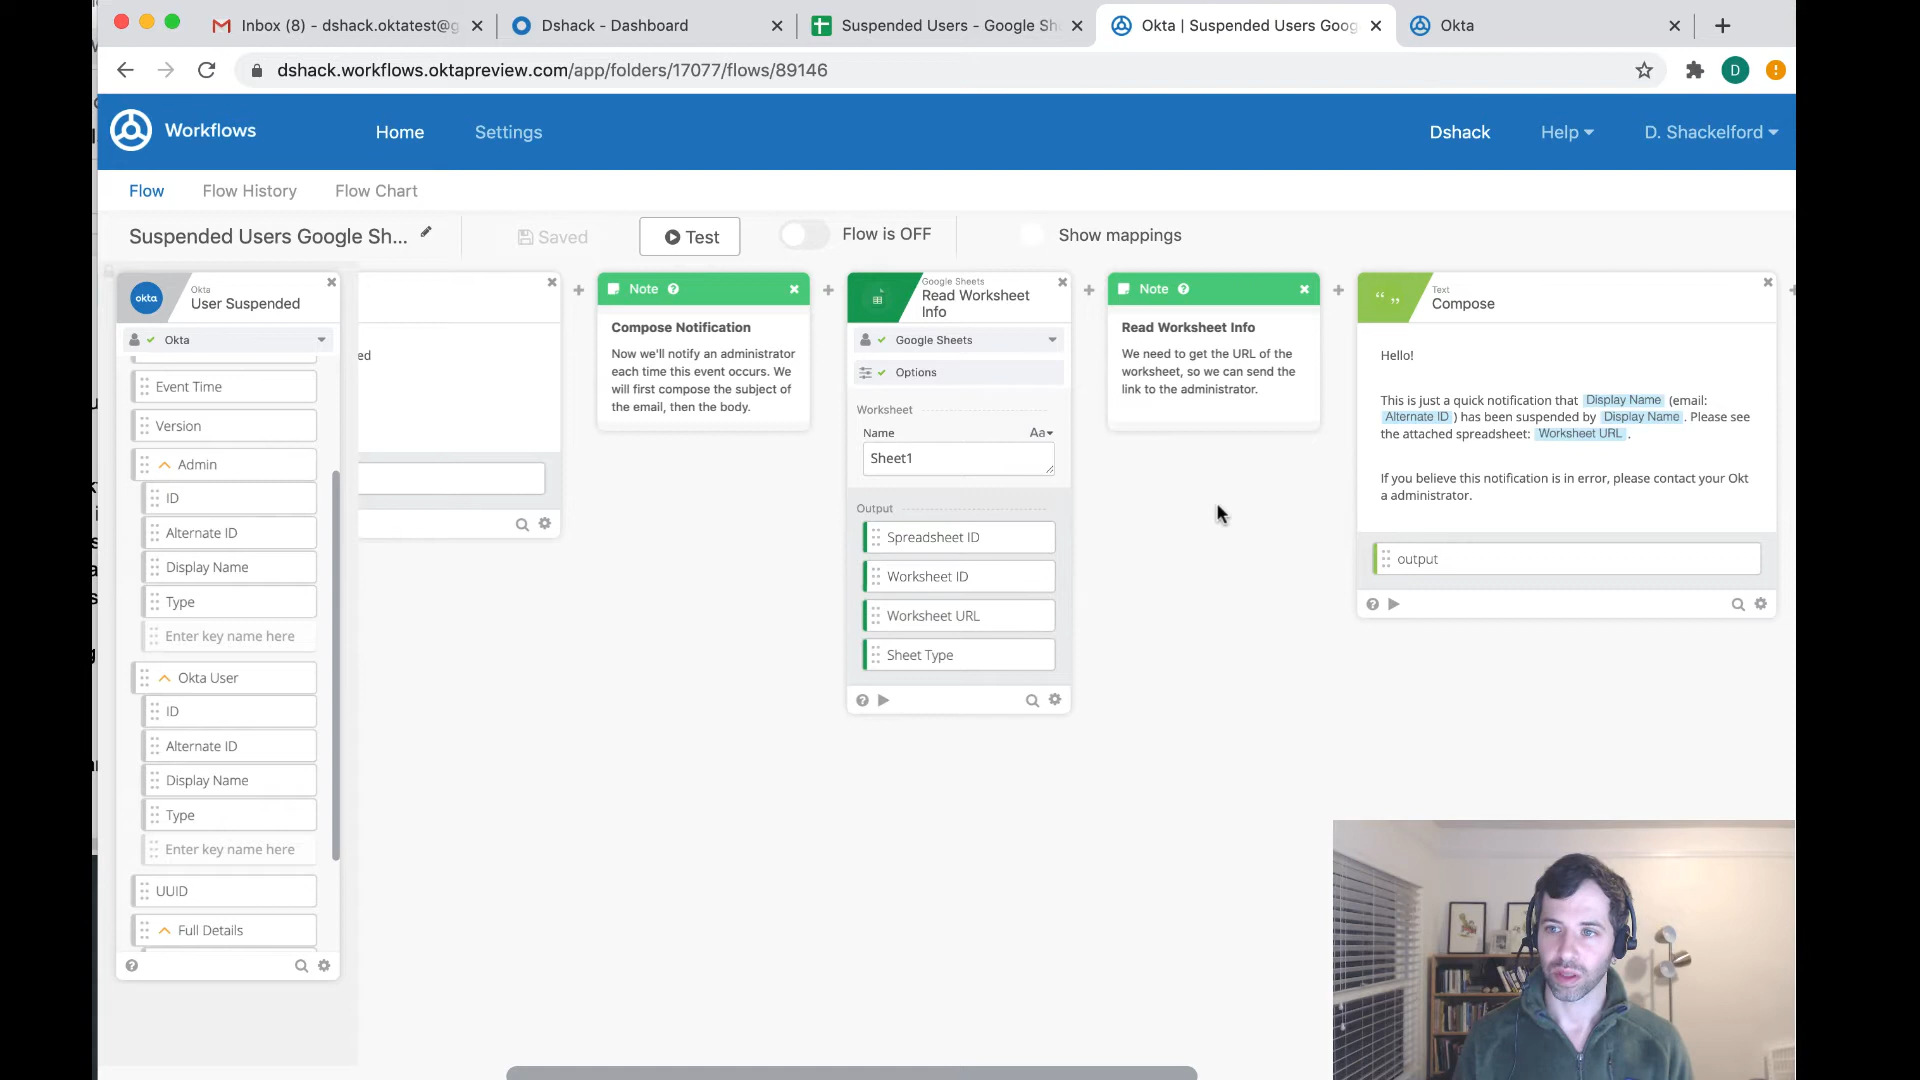 Inbox (8) - dshack.oktatest@g
Dshack - Dashboard
Suspended Users - Google Sh
Okta | Suspended Users Goog
Okta
dshack.workflows.oktapreview.com/app/folders/17077/flows/89146
D
Workflows
Home
Settings
Dshack
Help
D. Shackelford
Flow
Flow History
Flow Chart
Suspended Users Google Sh...
Saved
Test
Flow is OFF
Show mappings
okta
Okta
User Suspended
Okta
Event Time
Version
Admin
ID
Alternate ID
Display Name
Type
Enter key name here
Okta User
ID
Alternate ID
Display Name
Type
Enter key name here
UUID
Full Details
ed
Note
Compose Notification
Now we'll notify an administrator
each time this event occurs. We
will first compose the subject of
the email, then the body.
Google Sheets
Read Worksheet
Info
Google Sheets
Options
Worksheet
Name
Aa
Sheet1
Output
Spreadsheet ID
Worksheet ID
Worksheet URL
Sheet Type
Note
Read Worksheet Info
We need to get the URL of the
worksheet, so we can send the
link to the administrator.
Text
Compose
Hello!
This is just a quick notification that Display Name (email:
Alternate ID ) has been suspended by Display Name . Please see
the attached spreadsheet: Worksheet URL .
If you believe this notification is in error, please contact your Okt
a administrator.
output